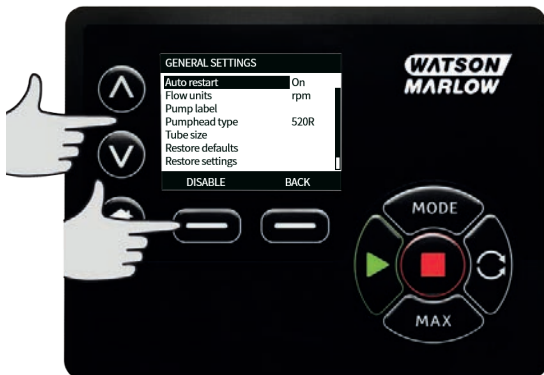 GENERAL SETTINGS
Auto restart On
Flow units rpm
Pump label
Pumphead type 520R
Tube size
Restore defaults
Restore settings
DISABLE BACK
WATSON
MARLOW
MODE
MAX